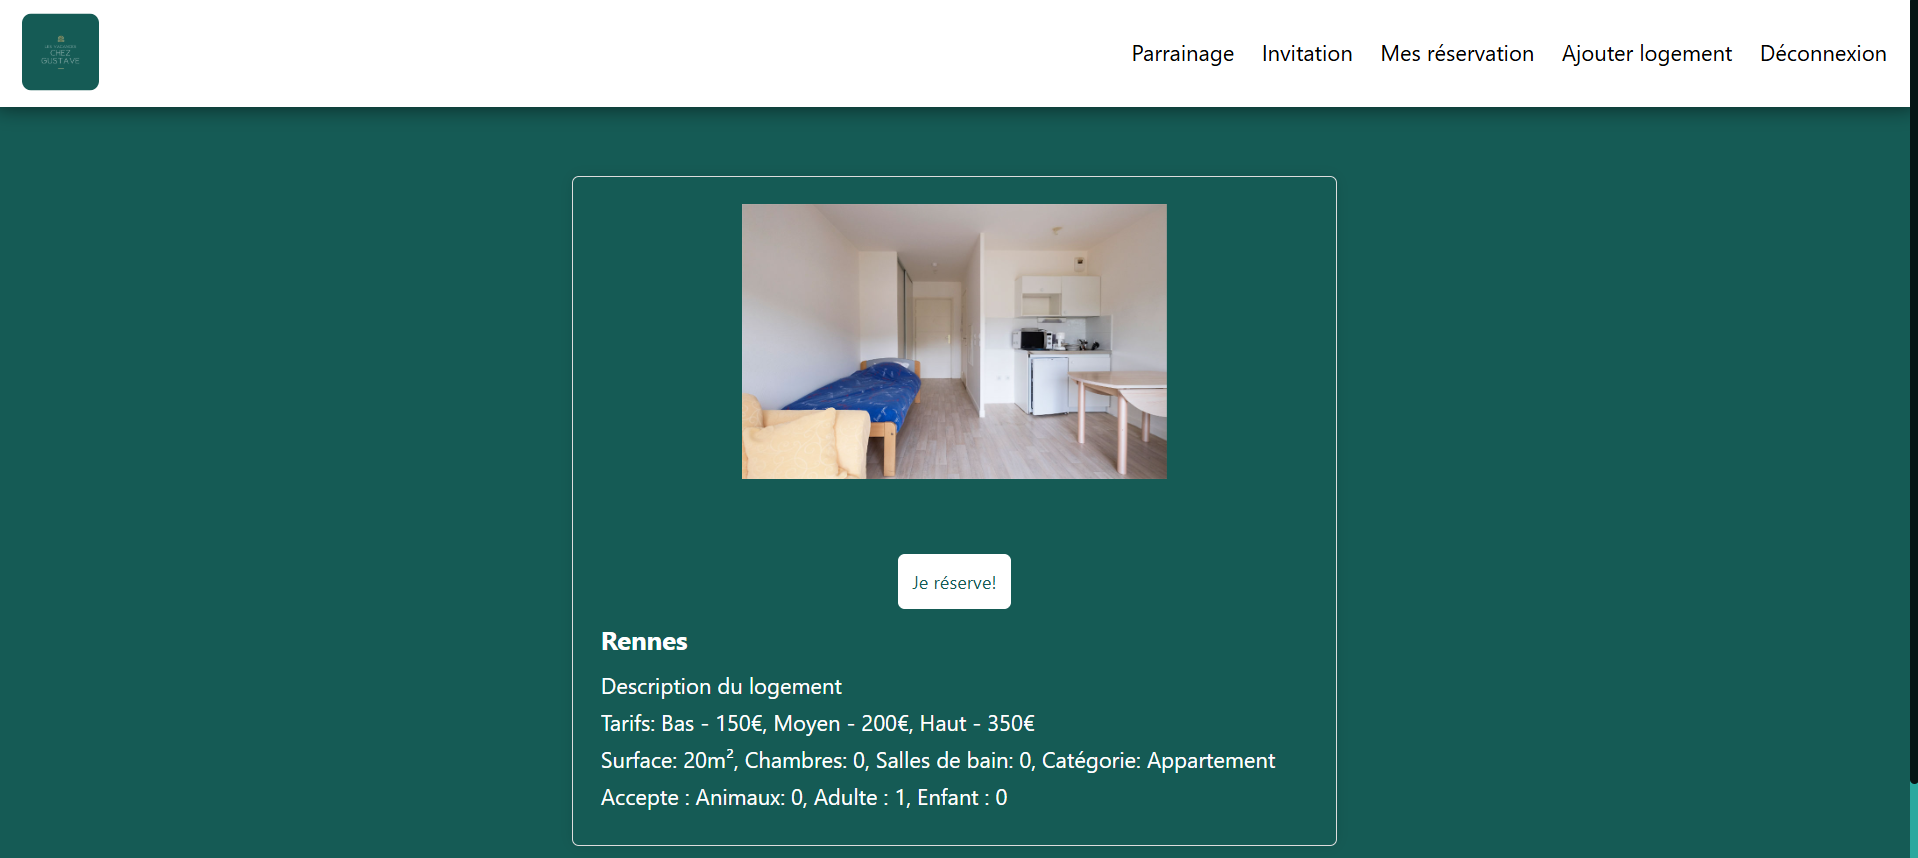 LES VACANCES
CHEZ
GUSTAVE
Parrainage Invitation Mes réservation Ajouter logement Déconnexion
Je réserve!
Rennes
Description du logement
Tarifs: Bas - 150€, Moyen - 200€, Haut - 350€
Surface: 20m², Chambres: 0, Salles de bain: 0, Catégorie: Appartement
Accepte : Animaux: 0, Adulte : 1, Enfant : 0